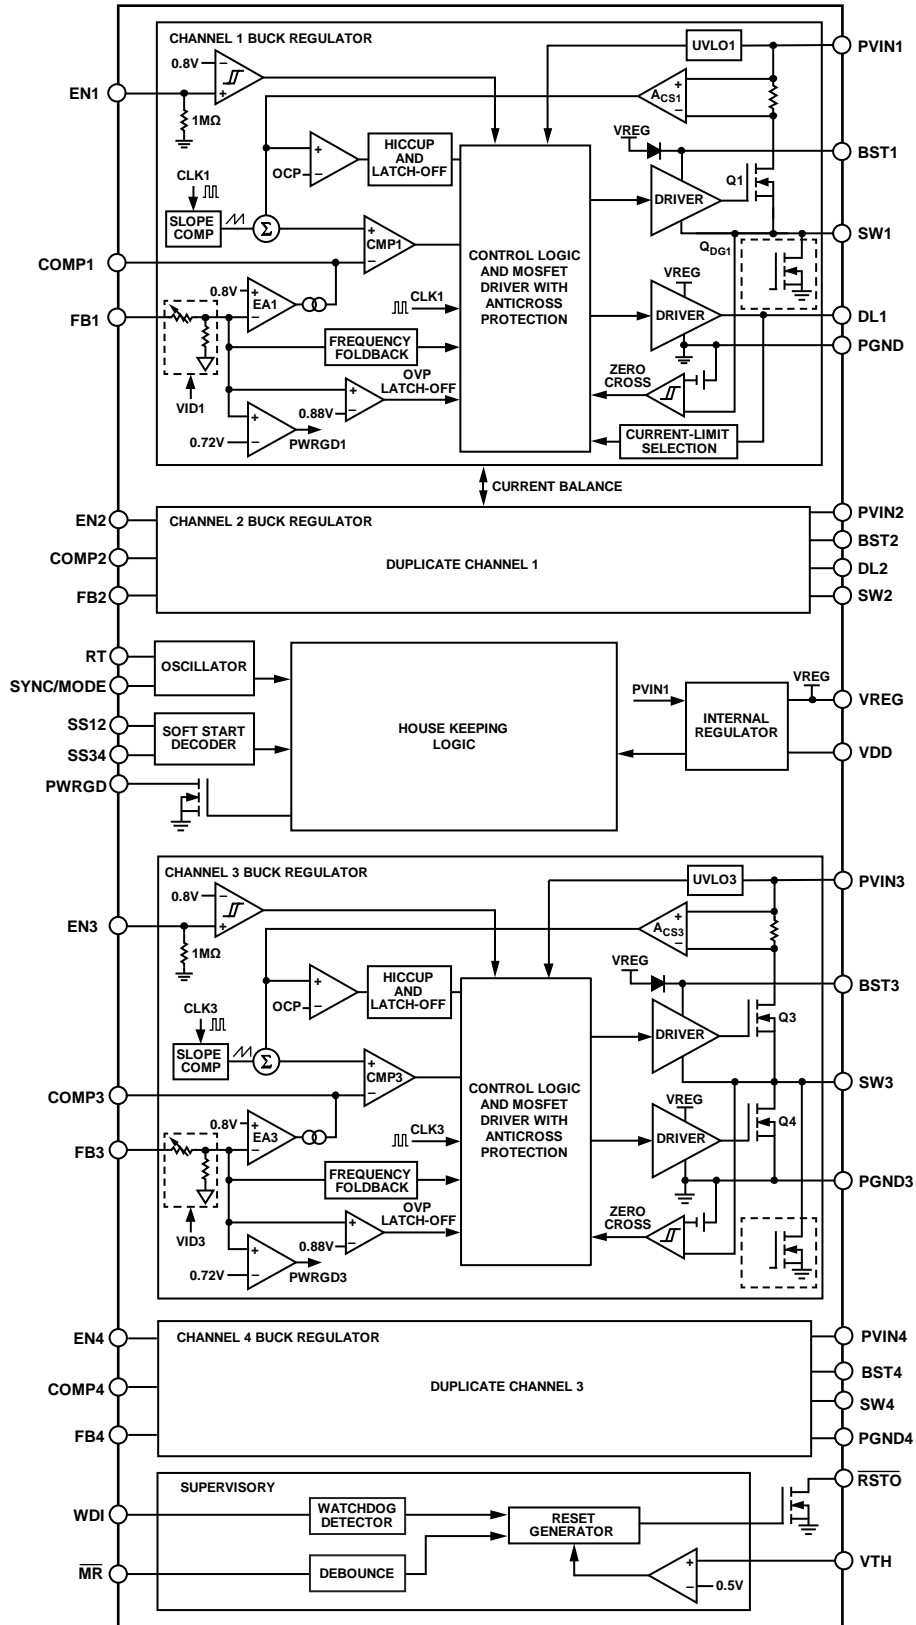 CHANNEL 1 BUCK REGULATOR
UVLO1
PVIN1
0.8V
+
−
EN1
1MΩ
ACS1
+
−
VREG
BST1
HICCUP
AND
LATCH-OFF
+
−
OCP
CLK1
Q1
DRIVER
SLOPE
COMP
Σ
+
−
CMP1
SW1
QDG1
COMP1
CONTROL LOGIC
AND MOSFET
DRIVER WITH
ANTICROSS
PROTECTION
VREG
0.8V
+
−
EA1
CLK1
FB1
DRIVER
DL1
FREQUENCY
FOLDBACK
PGND
OVP
LATCH-OFF
ZERO
CROSS
VID1
+
−
0.88V
+
−
0.72V
PWRGD1
CURRENT-LIMIT
SELECTION
CURRENT BALANCE
EN2
CHANNEL 2 BUCK REGULATOR
PVIN2
BST2
COMP2
DUPLICATE CHANNEL 1
DL2
FB2
SW2
RT
OSCILLATOR
SYNC/MODE
PVIN1
VREG
VREG
SS12
SOFT START
DECODER
SS34
HOUSE KEEPING
LOGIC
INTERNAL
REGULATOR
VDD
PWRGD
CHANNEL 3 BUCK REGULATOR
UVLO3
PVIN3
0.8V
+
−
EN3
1MΩ
ACS3
+
−
VREG
BST3
HICCUP
AND
LATCH-OFF
+
−
OCP
CLK3
Q3
DRIVER
SLOPE
COMP
Σ
+
−
CMP3
SW3
COMP3
CONTROL LOGIC
AND MOSFET
DRIVER WITH
ANTICROSS
PROTECTION
VREG
0.8V
+
−
EA3
CLK3
Q4
FB3
DRIVER
FREQUENCY
FOLDBACK
PGND3
OVP
LATCH-OFF
ZERO
CROSS
VID3
+
−
0.88V
+
−
0.72V
PWRGD3
EN4
CHANNEL 4 BUCK REGULATOR
PVIN4
BST4
COMP4
DUPLICATE CHANNEL 3
SW4
FB4
PGND4
SUPERVISORY
RSTO
WDI
WATCHDOG
DETECTOR
RESET
GENERATOR
MR
DEBOUNCE
+
−
0.5V
VTH